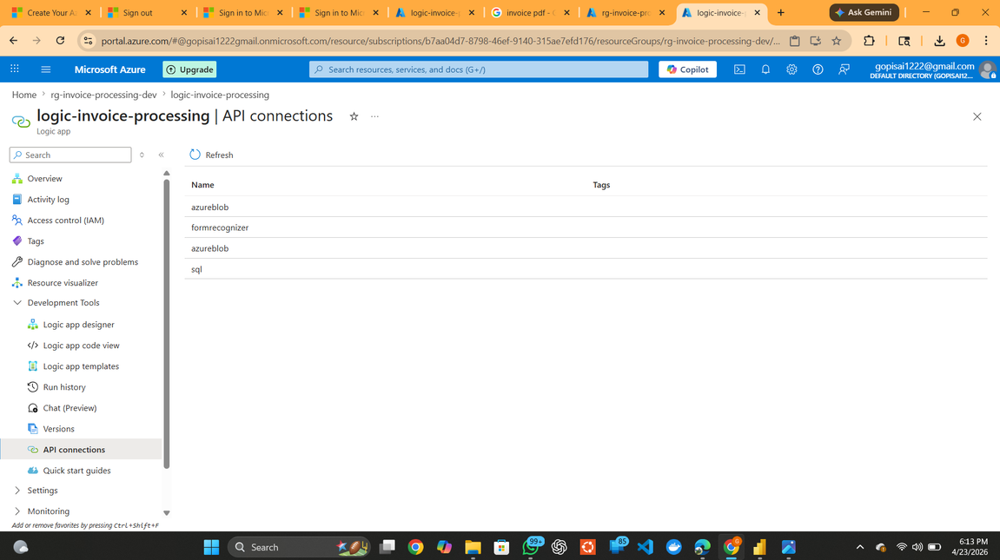 Create Your Az
Sign out
Sign in to Mic
Sign in to Mic
logic-invoice-
invoice pdf - G
rg-invoice-pro
logic-invoice-
Ask Gemini
portal.azure.com/#@gopisai1222gmail.onmicrosoft.com/resource/subscriptions/b7aa04d7-8798-46ef-9140-315ae7efd176/resourceGroups/rg-invoice-processing-dev/...
G
Microsoft Azure
Upgrade
Search resources, services, and docs (G+/)
Copilot
gopisai1222@gmail.com
DEFAULT DIRECTORY (GOPISAI12...
Home > rg-invoice-processing-dev > logic-invoice-processing
logic-invoice-processing | API connections
Logic app
Search
Refresh
Overview
Activity log
Access control (IAM)
Tags
Diagnose and solve problems
Resource visualizer
Development Tools
Logic app designer
Logic app code view
Logic app templates
Run history
Chat (Preview)
Versions
API connections
Quick start guides
Settings
Monitoring
Add or remove favorites by pressing Ctrl+Shift+F
Name Tags
azureblob
formrecognizer
azureblob
sql
Search
99+
85
G
6:13 PM
4/23/2026